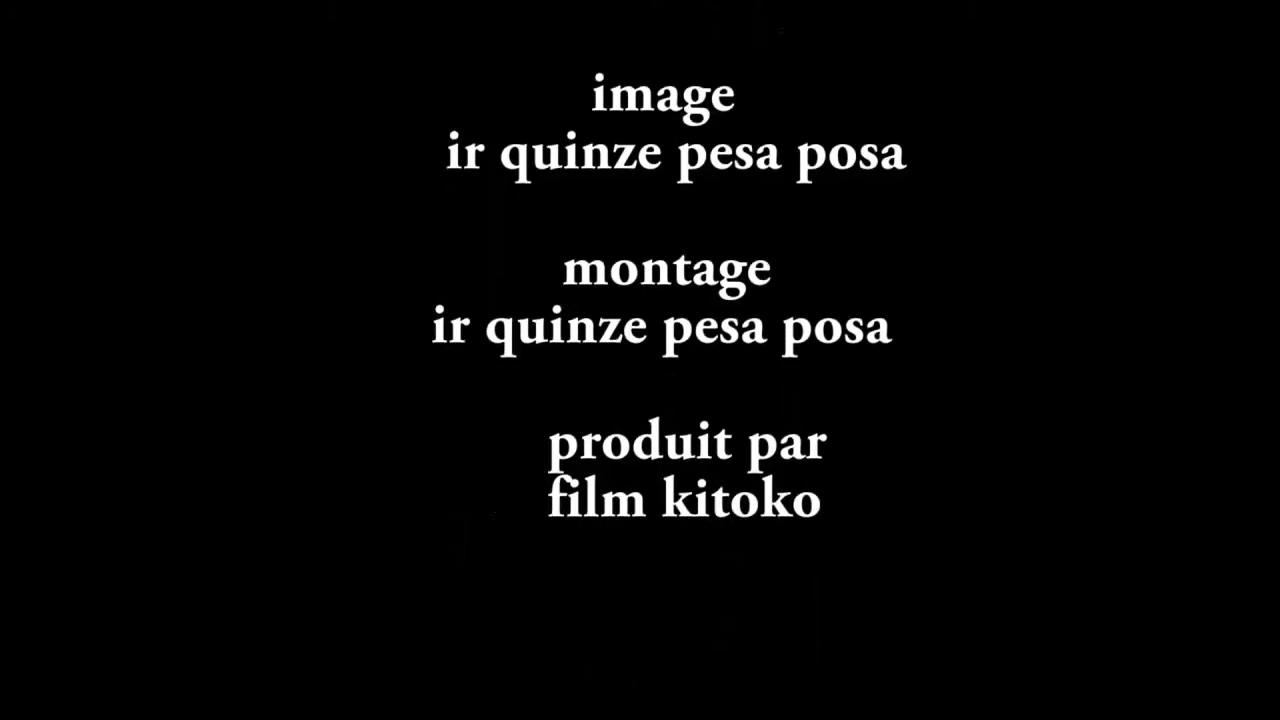 image
ir quinze pesa posa
montage
ir quinze pesa posa
produit par
film kitoko